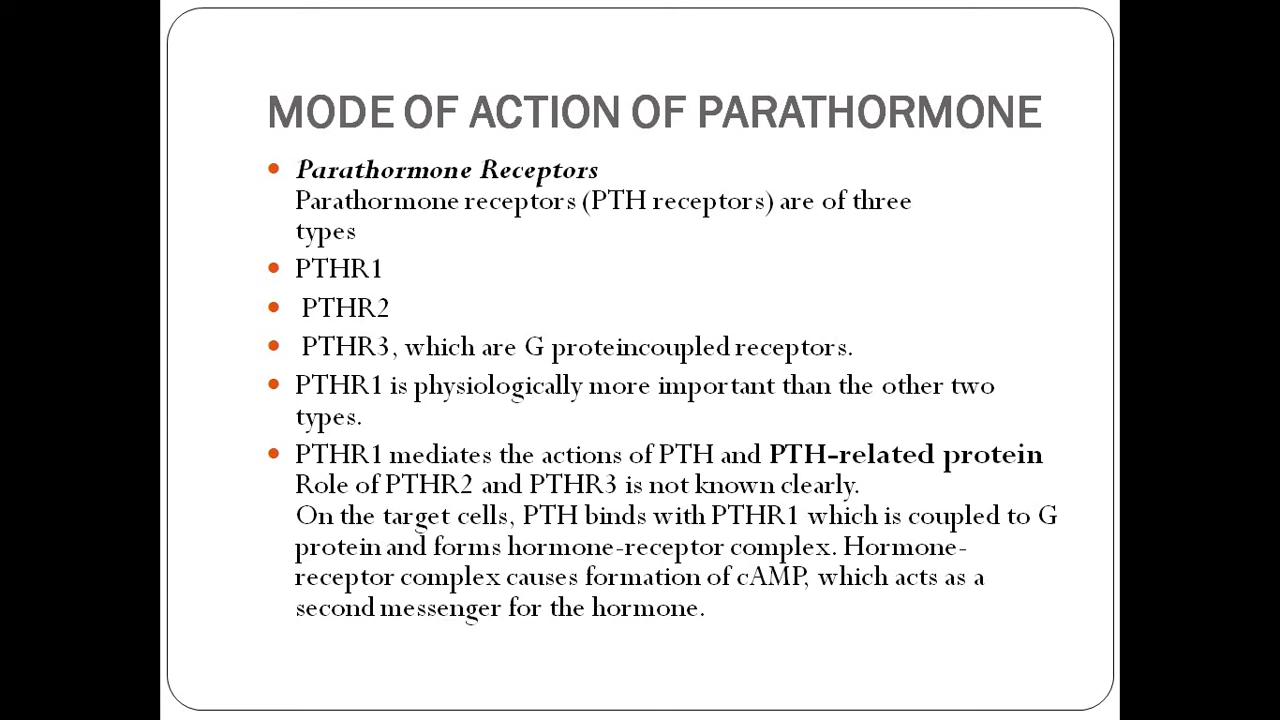 MODE OF ACTION OF PARATHORMONE
Parathormone Receptors
Parathormone receptors (PTH receptors) are of three
types
PTHR1
PTHR2
PTHR3, which are G proteincoupled receptors.
PTHR1 is physiologically more important than the other two
types.
PTHR1 mediates the actions of PTH and PTH-related protein
Role of PTHR2 and PTHR3 is not known clearly.
On the target cells, PTH binds with PTHR1 which is coupled to G
protein and forms hormone-receptor complex. Hormone-
receptor complex causes formation of cAMP, which acts as a
second messenger for the hormone.